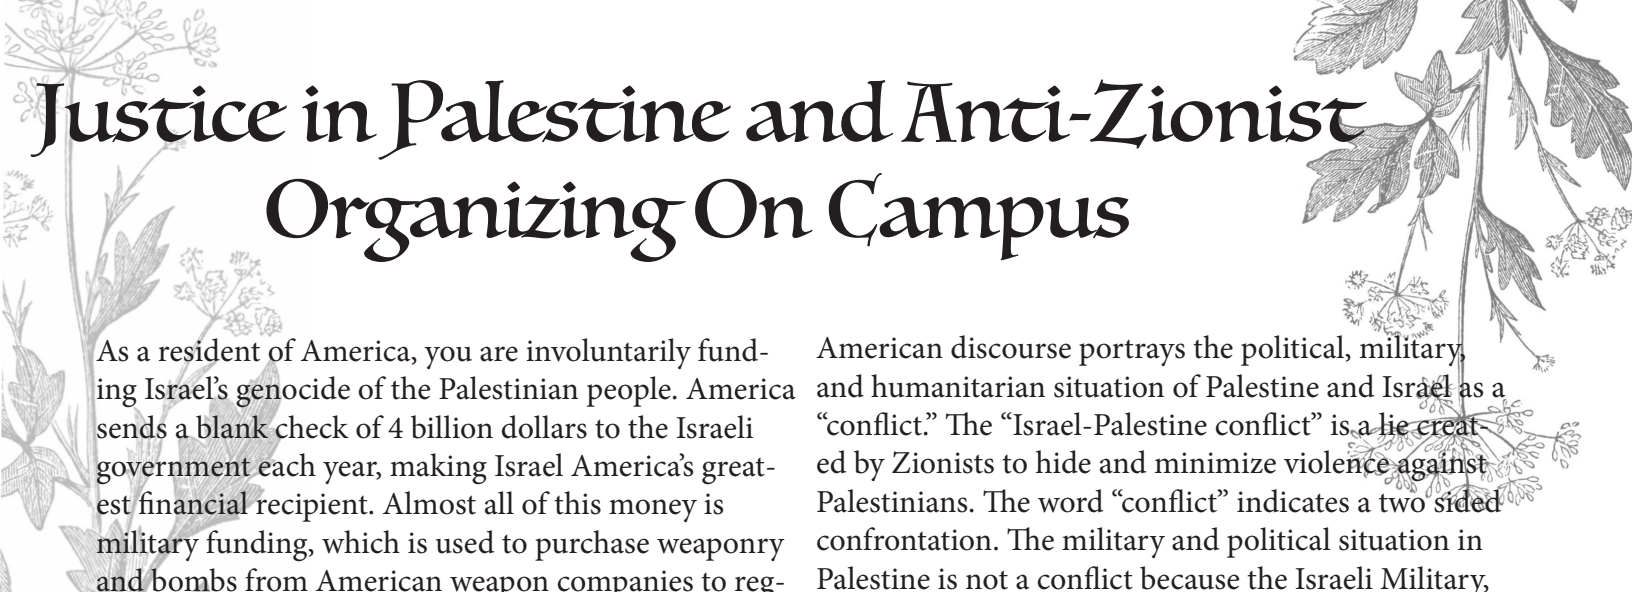 Justice in Palestine and Anti-Zionist
Organizing On Campus
As a resident of America, you are involuntarily fund-
ing Israel's genocide of the Palestinian people. America
sends a blank check of 4 billion dollars to the Israeli
government each year, making Israel America's great-
est financial recipient. Almost all of this money is
military funding, which is used to purchase weaponry
and bombs from American weapon companies to reg-
American discourse portrays the political, military,
and humanitarian situation of Palestine and Israel as a
“conflict.” The “Israel-Palestine conflict” is a lie creat-
ed by Zionists to hide and minimize violence against
Palestinians. The word “conflict” indicates a two sided
confrontation. The military and political situation in
Palestine is not a conflict because the Israeli Military,